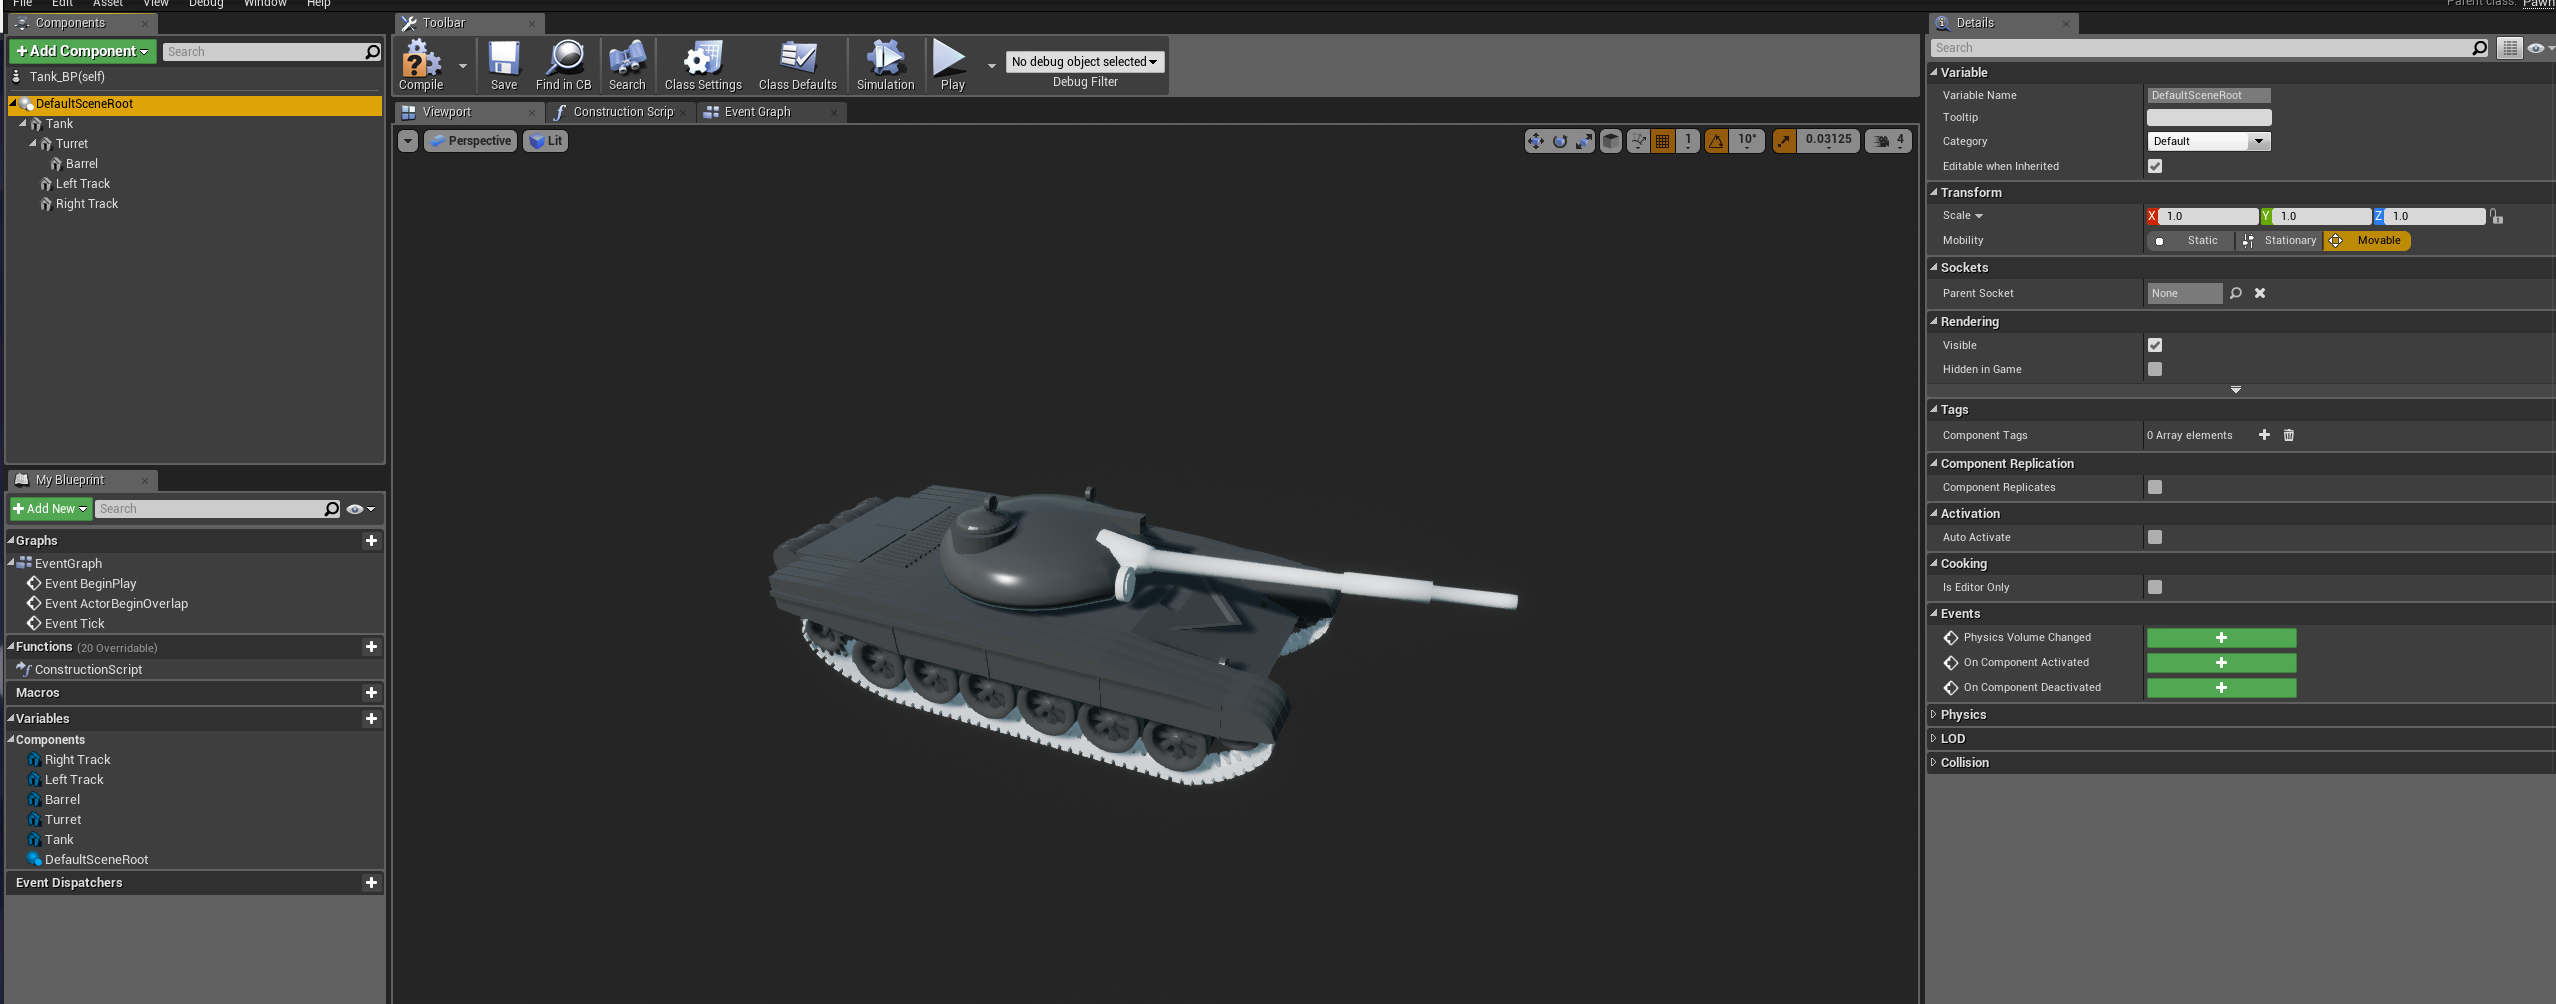 File Edit Asset View Debug Window Help
Parent class: Pawn
Components
Add Component
Search
Tank_BP(self)
DefaultSceneRoot
Tank
Turret
Barrel
Left Track
Right Track
My Blueprint
Add New
Search
Graphs
EventGraph
Event BeginPlay
Event ActorBeginOverlap
Event Tick
Functions (20 Overridable)
ConstructionScript
Macros
Variables
Components
Right Track
Left Track
Barrel
Turret
Tank
DefaultSceneRoot
Event Dispatchers
Toolbar
Compile
Save
Find in CB
Search
Class Settings
Class Defaults
Simulation
Play
No debug object selected
Debug Filter
Viewport
Construction Scrip
Event Graph
Perspective
Lit
1
10°
0.03125
4
Details
Search
Variable
Variable Name DefaultSceneRoot
Tooltip
Category Default
Editable when Inherited
Transform
Scale X 1.0 Y 1.0 Z 1.0
Mobility Static Stationary Movable
Sockets
Parent Socket None
Rendering
Visible
Hidden in Game
Tags
Component Tags 0 Array elements
Component Replication
Component Replicates
Activation
Auto Activate
Cooking
Is Editor Only
Events
Physics Volume Changed
On Component Activated
On Component Deactivated
Physics
LOD
Collision